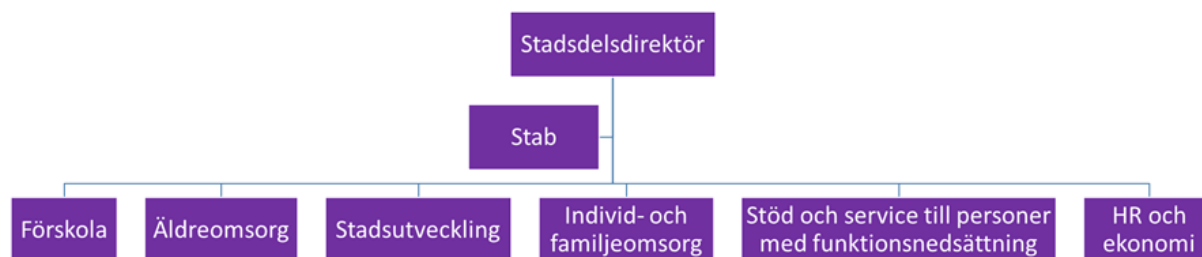 Stadsdelsdirektör
Stab
Förskola
Äldreomsorg
Stadsutveckling
Individ- och
familjeomsorg
Stöd och service till personer
med funktionsnedsättning
HR och
ekonomi